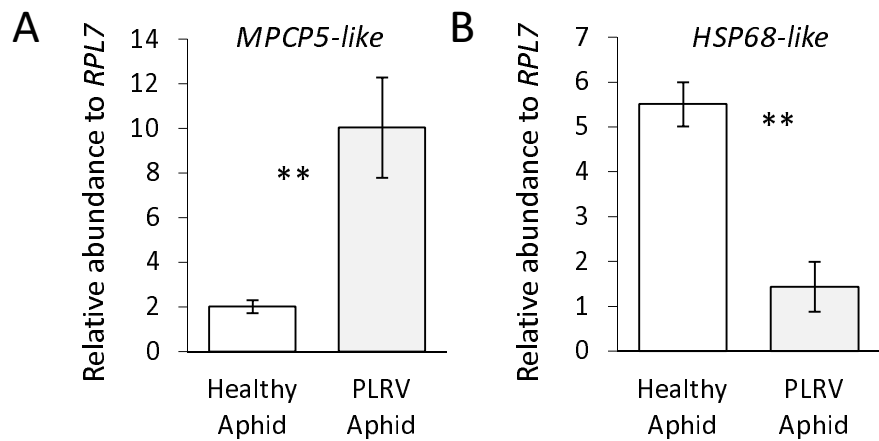 A
MPCP5-like
Relative abundance to RPL7
14
12
10
8
6
4
2
0
**
Healthy
Aphid
PLRV
Aphid
B
HSP68-like
Relative abundance to RPL7
7
6
5
4
3
2
1
0
**
Healthy
Aphid
PLRV
Aphid